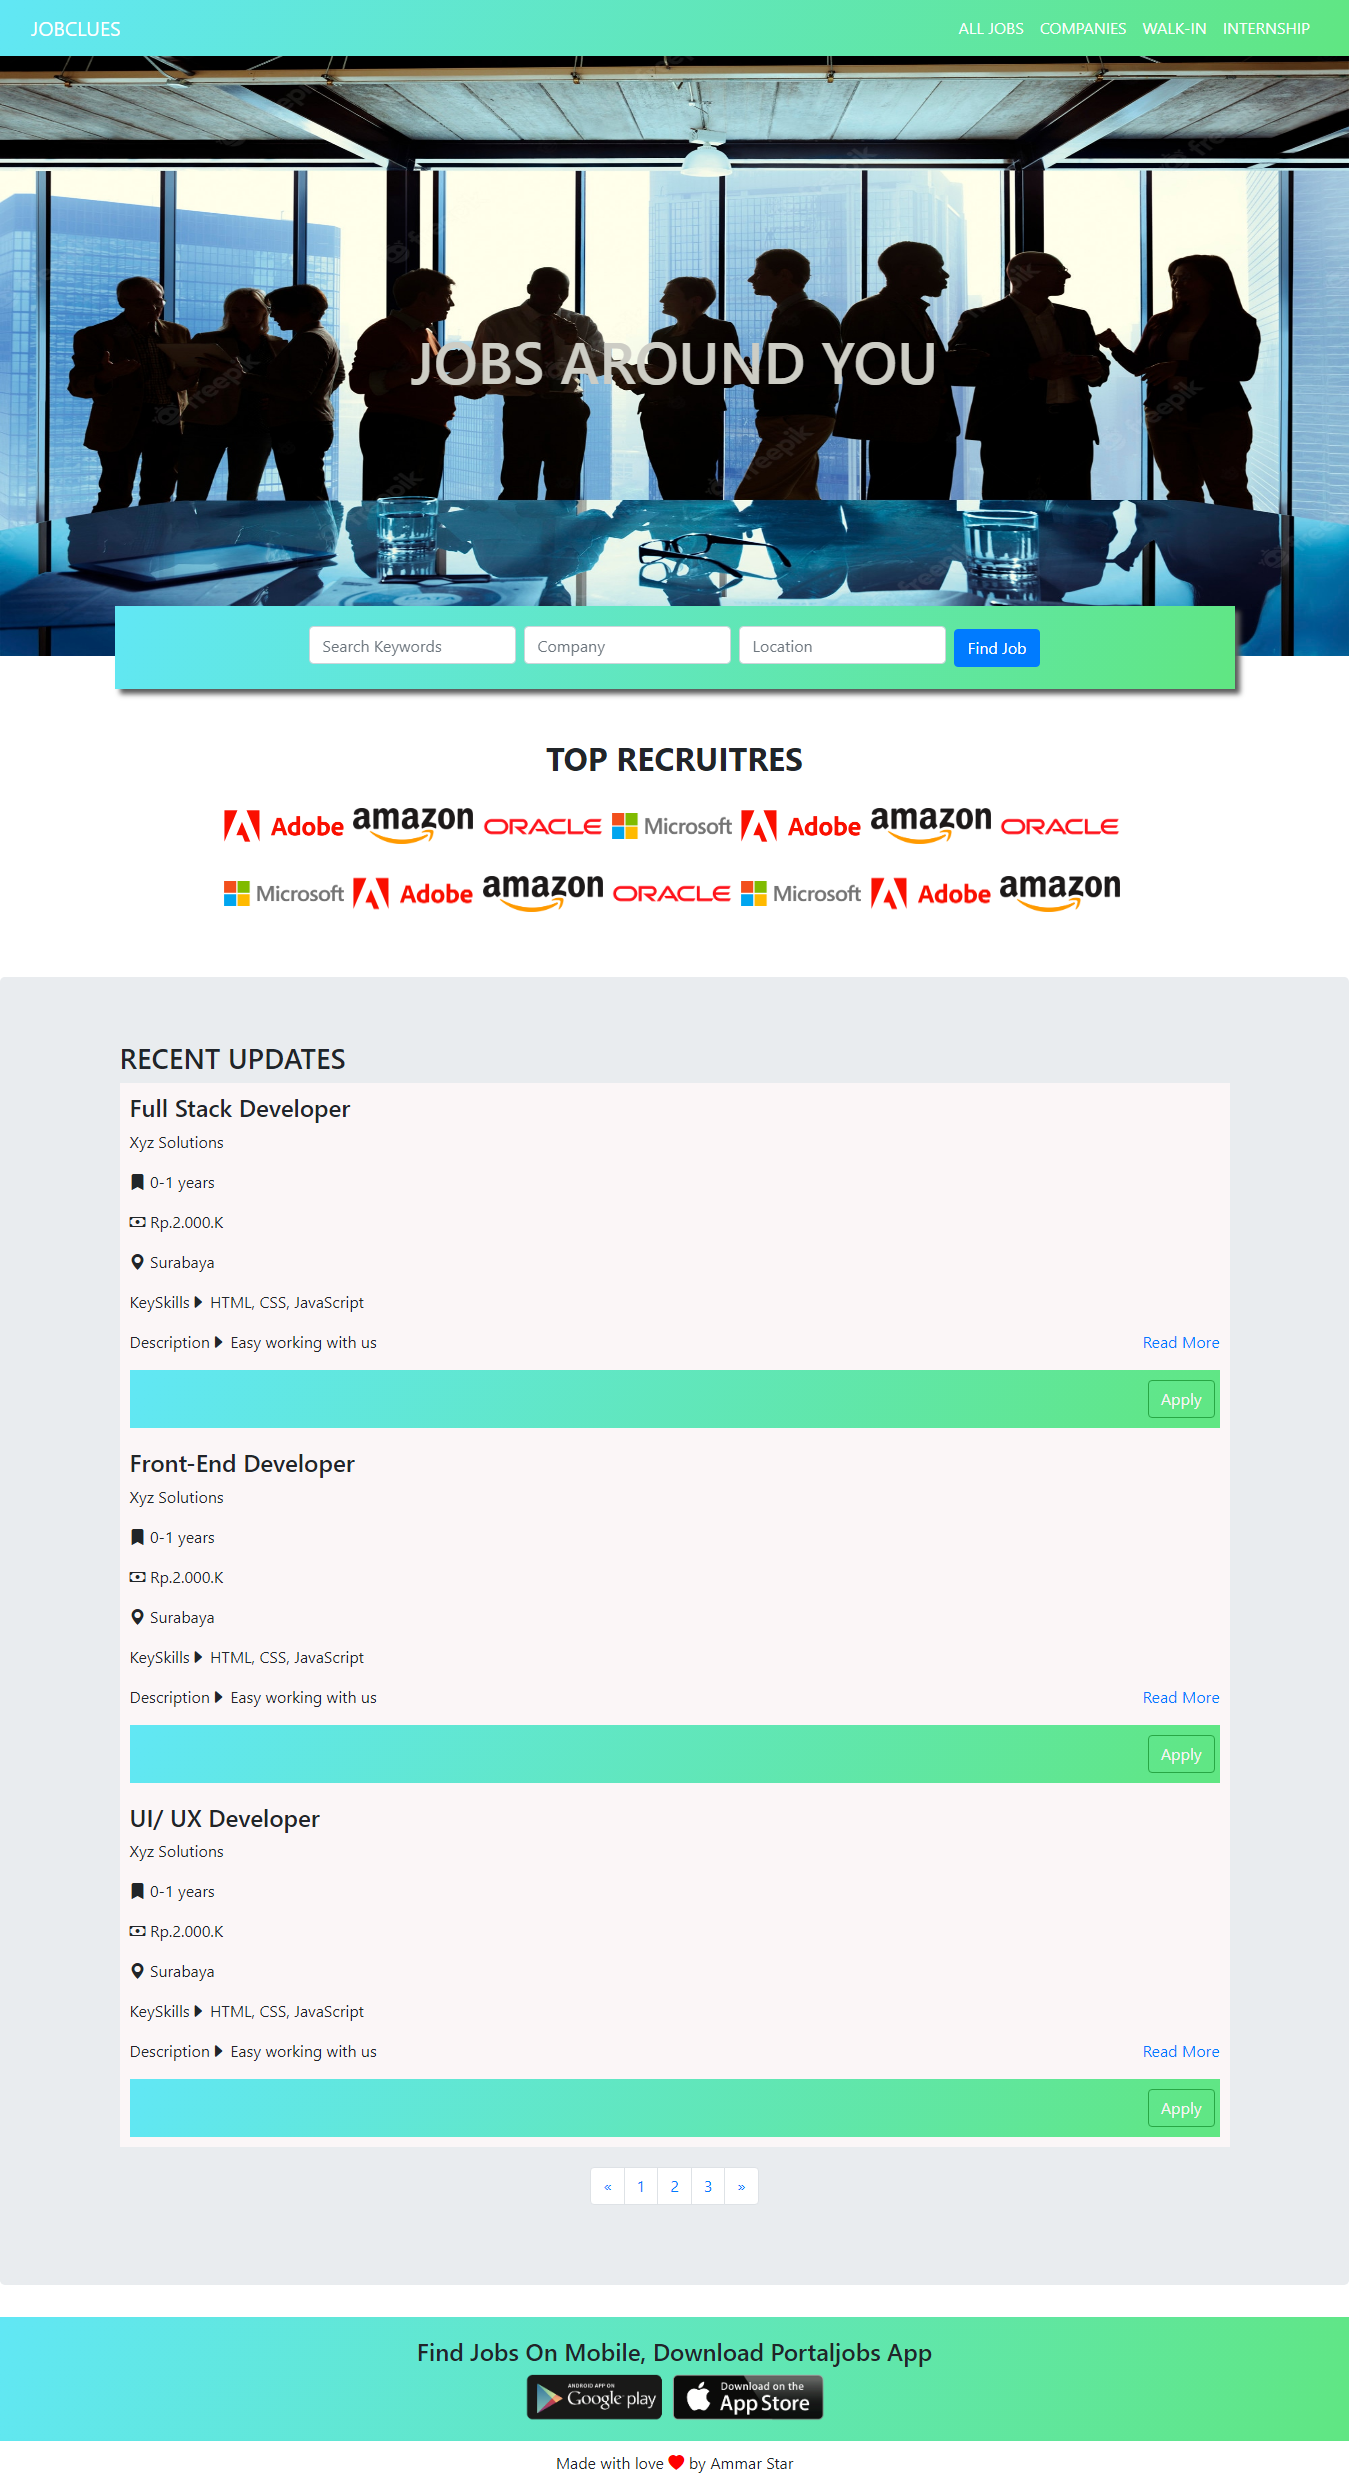 JOBCLUES ALL JOBS COMPANIES WALK-IN INTERNSHIP
freepik
JOBS AROUND YOU
freepik
freepik
freepik
DATA
Search Keywords Company Location Find Job
TOP RECRUITRES
Adobe amazon ORACLE Microsoft Adobe amazon ORACLE
Microsoft Adobe amazon ORACLE Microsoft Adobe amazon
RECENT UPDATES
Full Stack Developer
Xyz Solutions
0-1 years
Rp.2.000.K
Surabaya
KeySkills HTML, CSS, JavaScript
Description Easy working with us Read More
Apply
Front-End Developer
Xyz Solutions
0-1 years
Rp.2.000.K
Surabaya
KeySkills HTML, CSS, JavaScript
Description Easy working with us Read More
Apply
UI/ UX Developer
Xyz Solutions
0-1 years
Rp.2.000.K
Surabaya
KeySkills HTML, CSS, JavaScript
Description Easy working with us Read More
Apply
« 1 2 3 »
Find Jobs On Mobile, Download Portaljobs App
ANDROID APP ON
Google play
Download on the
App Store
Made with love by Ammar Star